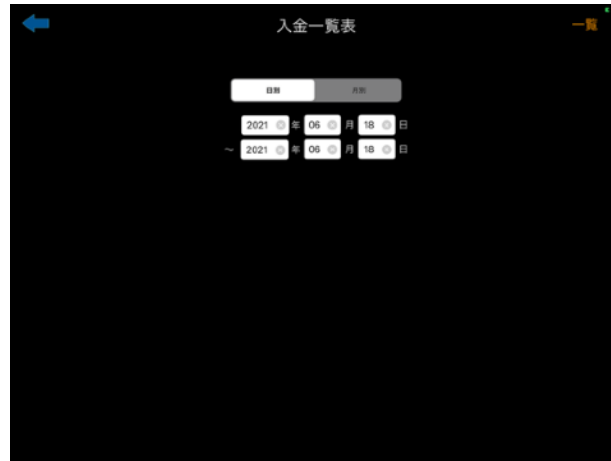 入金一覧表 一覧
日別 月別
2021 年 06 月 18 日
～ 2021 年 06 月 18 日